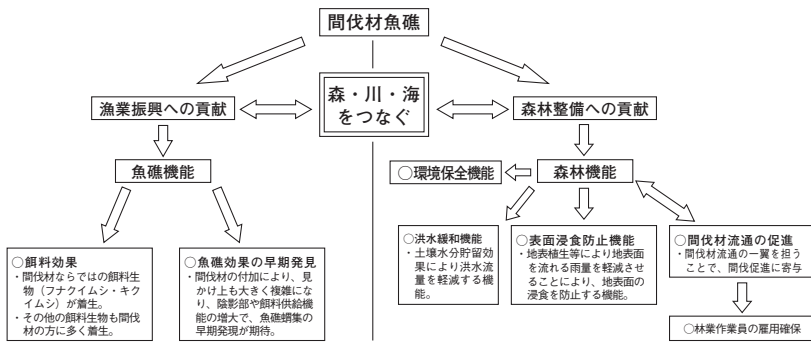 間伐材魚礁
森・川・海
をつなぐ
漁業振興への貢献
森林整備への貢献
魚礁機能
○環境保全機能
森林機能
○餌料効果
・間伐材ならではの餌料生
物（フナクイムシ・キク
イムシ）が着生。
・その他の餌料生物も間伐
材の方に多く着生。
○魚礁効果の早期発見
・間伐材の付加により、見
かけ上も大きく複雑にな
り、陰影部や餌料供給機
能の増大で、魚礁蝟集の
早期発現が期待。
○洪水緩和機能
・土壌水分貯留効
果により洪水流
量を軽減する機
能。
○表面浸食防止機能
・地表植生等により地表面
を流れる雨量を軽減させ
ることにより、地表面の
浸食を防止する機能。
○間伐材流通の促進
・間伐材流通の一翼を担う
ことで、間伐促進に寄与
○林業作業員の雇用確保